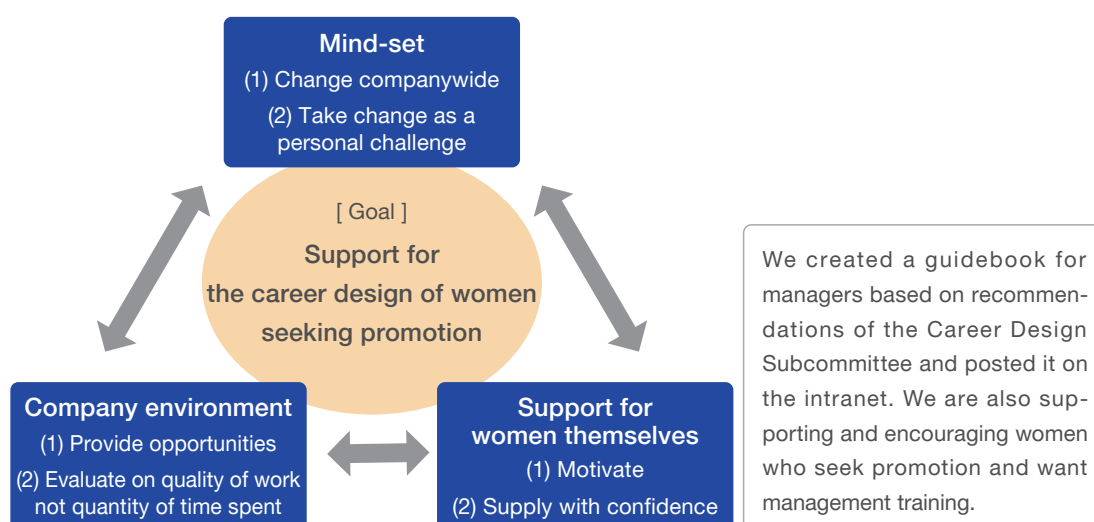 Mind-set
(1) Change companywide
(2) Take change as a
personal challenge
[ Goal ]
Support for
the career design of women
seeking promotion
Company environment
(1) Provide opportunities
(2) Evaluate on quality of work
not quantity of time spent
Support for
women themselves
(1) Motivate
(2) Supply with confidence
We created a guidebook for
managers based on recommen-
dations of the Career Design
Subcommittee and posted it on
the intranet. We are also sup-
porting and encouraging women
who seek promotion and want
management training.